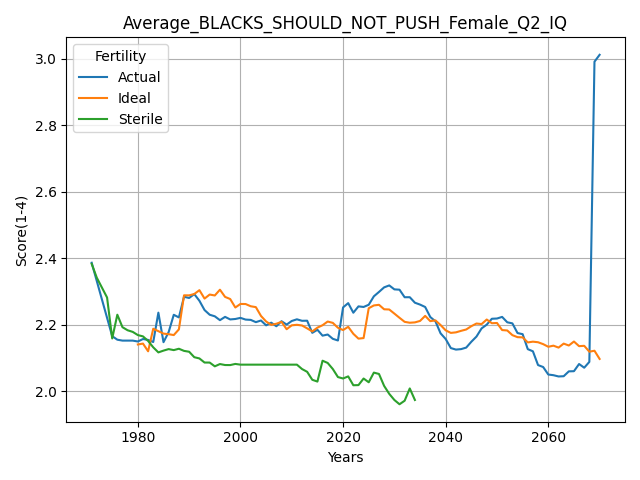 Average_BLACKS_SHOULD_NOT_PUSH_Female_Q2_IQ
Fertility
Actual
Ideal
Sterile
Score(1-4)
3.0
2.8
2.6
2.4
2.2
2.0
1980 2000 2020 2040 2060
Years